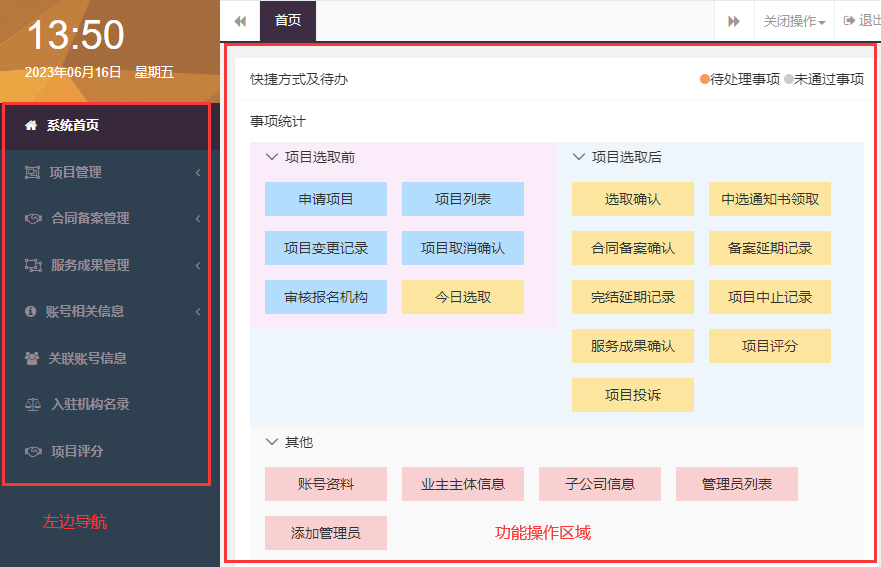 13:50
2023年06月16日 星期五
系统首页
项目管理
合同备案管理
服务成果管理
账号相关信息
关联账号信息
入驻机构名录
项目评分
左边导航
首页
关闭操作
退出
快捷方式及待办
待处理事项 未通过事项
事项统计
项目选取前
申请项目 项目列表
项目变更记录 项目取消确认
审核报名机构 今日选取
项目选取后
选取确认 中选通知书领取
合同备案确认 备案延期记录
完结延期记录 项目中止记录
服务成果确认 项目评分
项目投诉
其他
账号资料 业主主体信息 子公司信息 管理员列表
添加管理员
功能操作区域